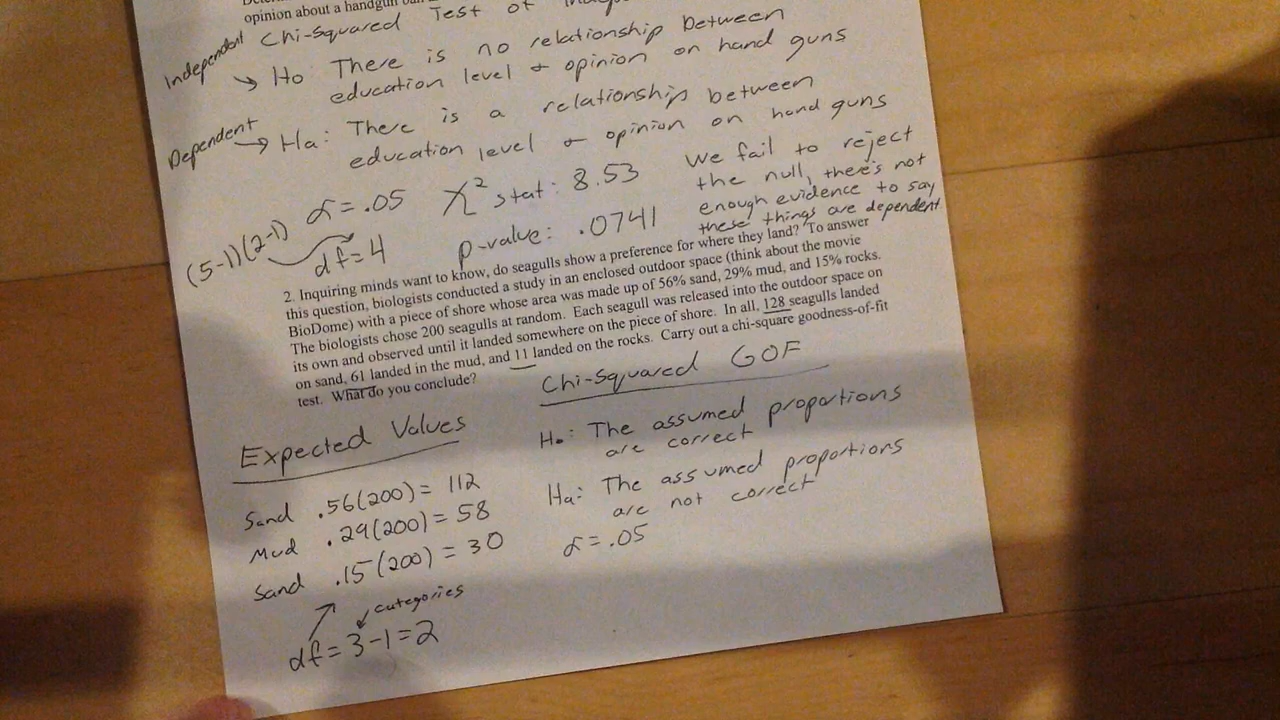 opinion about a handgun
Chi-Squared Test of
Independent → Ho: There is no relationship between
education level + opinion on hand guns
Dependent → Ha: There is a relationship between
education level + opinion on hand guns
(5-1)(2-1) α = .05 χ² stat: 8.53
df = 4 p-value: .0741
We fail to reject
the null, there's not
enough evidence to say
these things are dependent.
2. Inquiring minds want to know, do seagulls show a preference for where they land? To answer
this question, biologists conducted a study in an enclosed outdoor space (think about the movie
BioDome) with a piece of shore whose area was made up of 56% sand, 29% mud, and 15% rocks.
The biologists chose 200 seagulls at random. Each seagull was released into the outdoor space on
its own and observed until it landed somewhere on the piece of shore. In all, 128 seagulls landed
on sand, 61 landed in the mud, and 11 landed on the rocks. Carry out a chi-square goodness-of-fit
test. What do you conclude?
Chi-Squared GOF
Ho: The assumed proportions
are correct
Ha: The assumed proportions
are not correct
α = .05
Expected Values
Sand .56(200) = 112
Mud .29(200) = 58
Sand .15(200) = 30
categories
df = 3-1 = 2